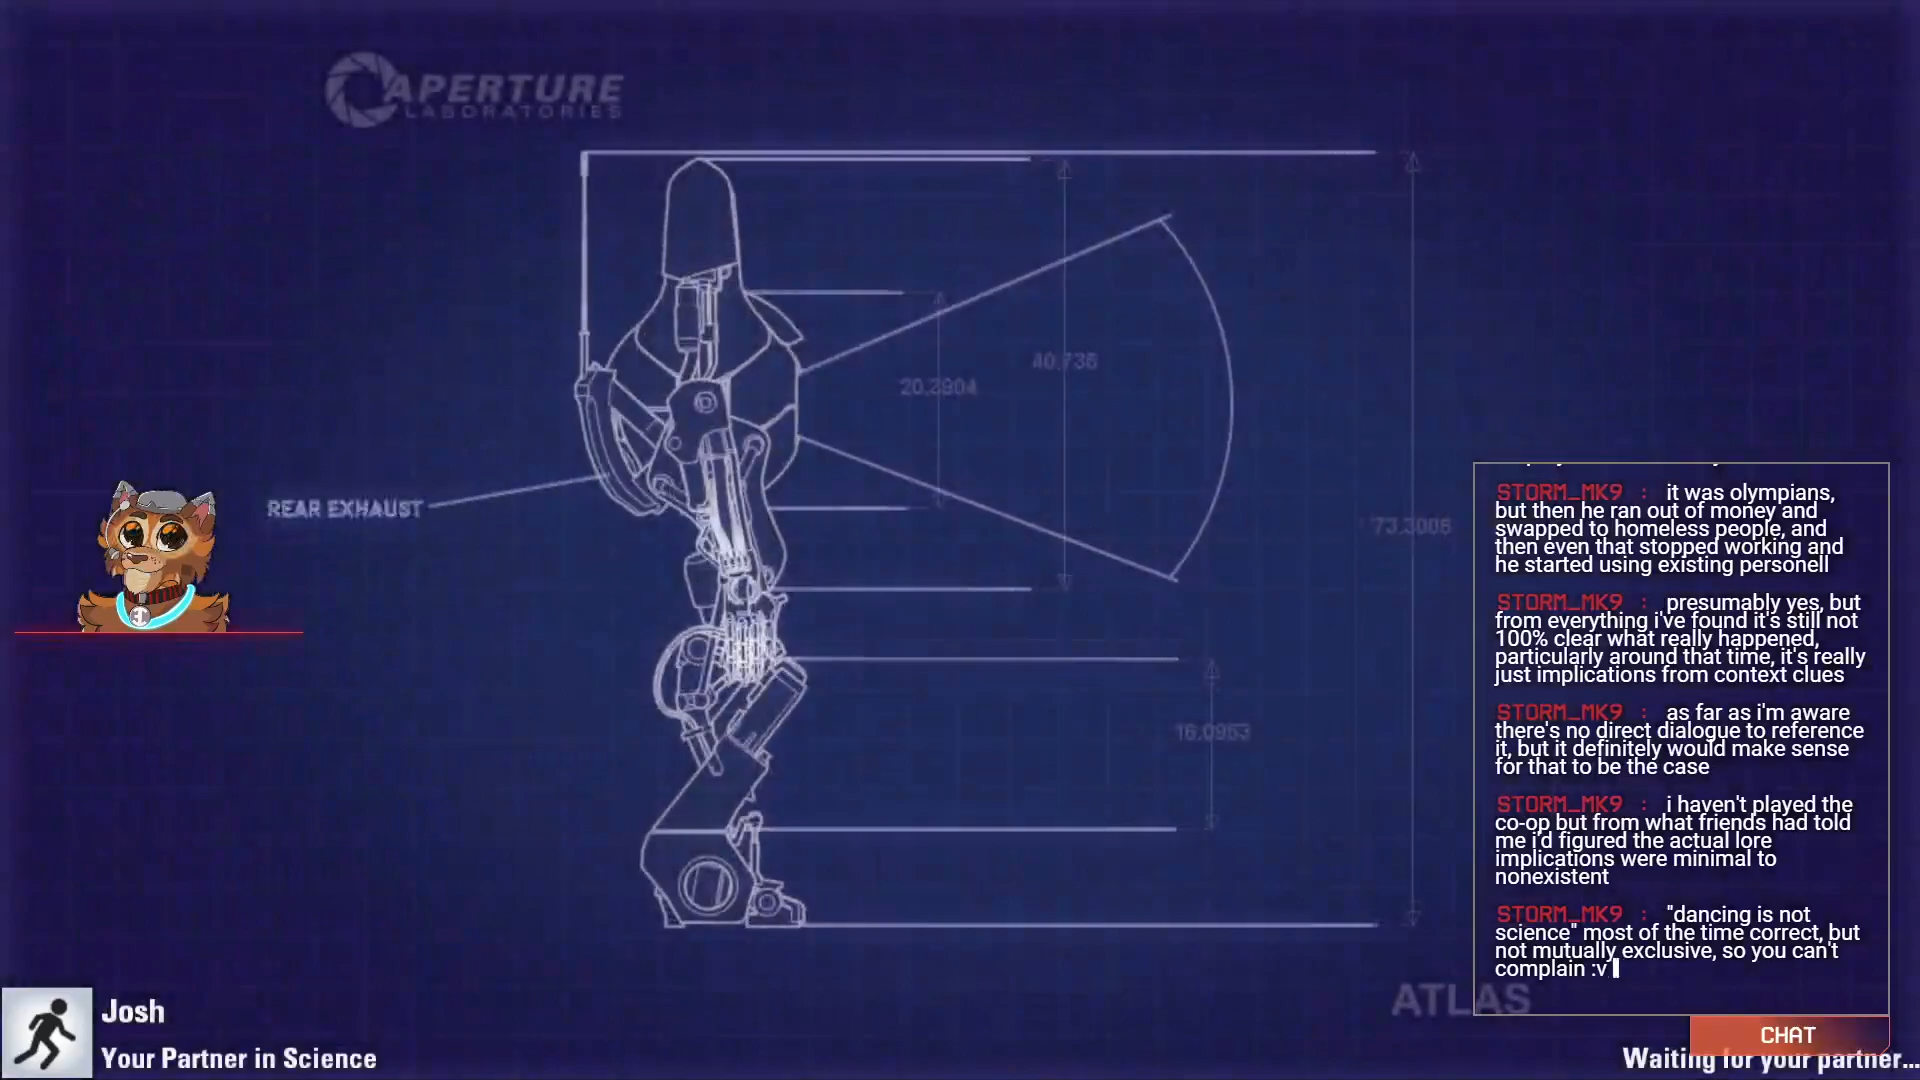 APERTURE
LABORATORIES
40.736
20.2904
REAR EXHAUST
73.3006
16.0953
ATLAS
STORM_MK9 : it was olympians,
but then he ran out of money and
swapped to homeless people, and
then even that stopped working and
he started using existing personell
STORM_MK9 : presumably yes, but
from everything i've found it's still not
100% clear what really happened,
particularly around that time, it's really
just implications from context clues
STORM_MK9 : as far as i'm aware
there's no direct dialogue to reference
it, but it definitely would make sense
for that to be the case
STORM_MK9 : i haven't played the
co-op but from what friends had told
me i'd figured the actual lore
implications were minimal to
nonexistent
STORM_MK9 : "dancing is not
science" most of the time correct, but
not mutually exclusive, so you can't
complain :v
CHAT
Josh
Your Partner in Science
Waiting for your partner...